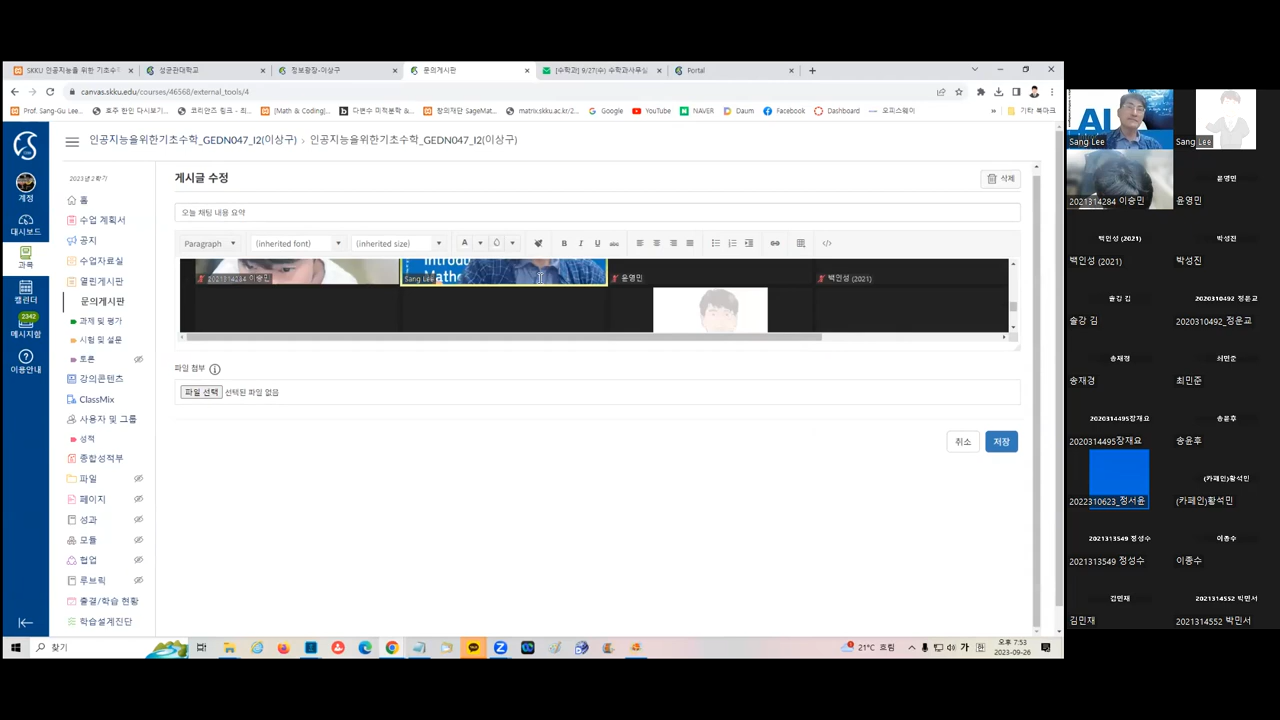 SKKU 인공지능을 위한 기초수
성균관대학교
정보광장-이상구
문의게시판
[수학과] 9/27(수) 수학과사무실
Portal
canvas.skku.edu/courses/46568/external_tools/4
Prof. Sang-Gu Lee...
호주 한인 다시보기...
코리안즈 링크 - 리...
(Math & Coding)...
다변수 미적분학 &...
창의재단 SageMat...
matrix.skku.ac.kr/2...
Google
YouTube
NAVER
Daum
Facebook
Dashboard
오피스웨이
»
기타 북마크
인공지능을위한기초수학_GEDN047_I2(이상구) › 인공지능을위한기초수학_GEDN047_I2(이상구)
계정
대시보드
과목
캘린더
2342
메시지함
이용안내
2023년 2학기
홈
수업 계획서
공지
수업자료실
열린게시판
문의게시판
과제 및 평가
시험 및 설문
토론
강의콘텐츠
ClassMix
사용자 및 그룹
성적
종합성적부
파일
페이지
성과
모듈
협업
루브릭
출결/학습 현황
학습설계진단
게시글 수정
삭제
오늘 채팅 내용 요약
Paragraph
(inherited font)
(inherited size)
A
B I U abc
2021314284 이승민
Introdu
Mathe
Sang Lee
윤영민
백인성 (2021)
파일 첨부
파일 선택 선택된 파일 없음
취소
저장
찾기
21°C 흐림
가
오후 7:53
2023-09-26
AI
Sang Lee
Sang Lee
2021314284 이승민
윤영민
윤영민
백인성 (2021)
백인성 (2021)
박성진
박성진
솔강 김
솔강 김
2020310492 정문교
2020310492_정문교
송재경
송재경
최민준
최민준
2020314495장재요
2020314495장재요
송윤후
송윤후
2022310623_정서윤
(카페인)황석민
(카페인)황석민
2021313549 정성수
2021313549 정성수
이종수
이종수
김민재
김민재
2021314552 박민서
2021314552 박민서